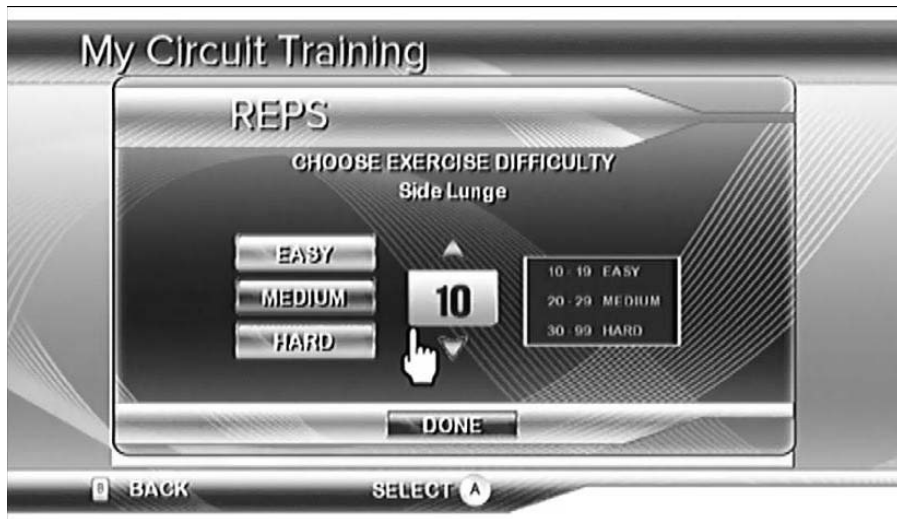 My Circuit Training
REPS
CHOOSE EXERCISE DIFFICULTY
Side Lunge
EASY
MEDIUM
HARD
10
10 - 19 EASY
20 - 29 MEDIUM
30 - 99 HARD
DONE
B BACK
SELECT A